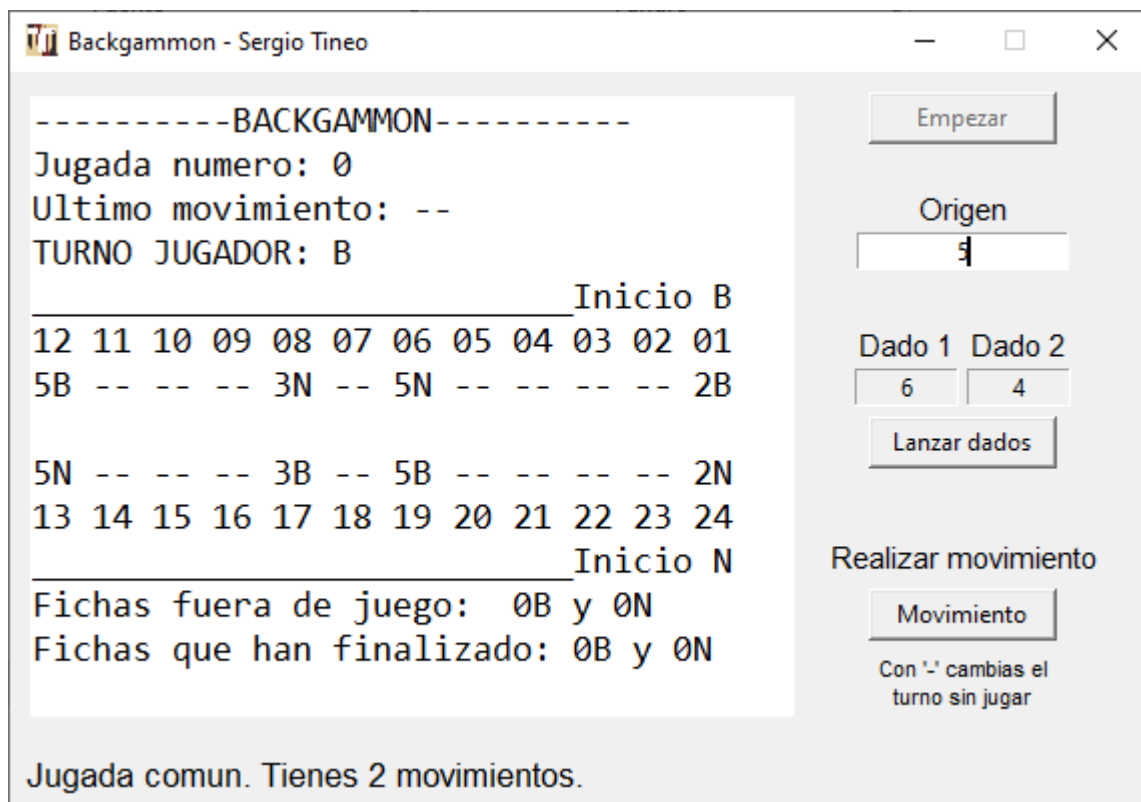 Backgammon - Sergio Tineo
----------BACKGAMMON----------
Jugada numero: 0
Ultimo movimiento: --
TURNO JUGADOR: B
___________________________Inicio B
12 11 10 09 08 07 06 05 04 03 02 01
5B -- -- -- 3N -- 5N -- -- -- -- 2B
5N -- -- -- 3B -- 5B -- -- -- -- 2N
13 14 15 16 17 18 19 20 21 22 23 24
___________________________Inicio N
Fichas fuera de juego:  0B y 0N
Fichas que han finalizado: 0B y 0N
Empezar
Origen
5
Dado 1 Dado 2
6 4
Lanzar dados
Realizar movimiento
Movimiento
Con '-' cambias el
turno sin jugar
Jugada comun. Tienes 2 movimientos.